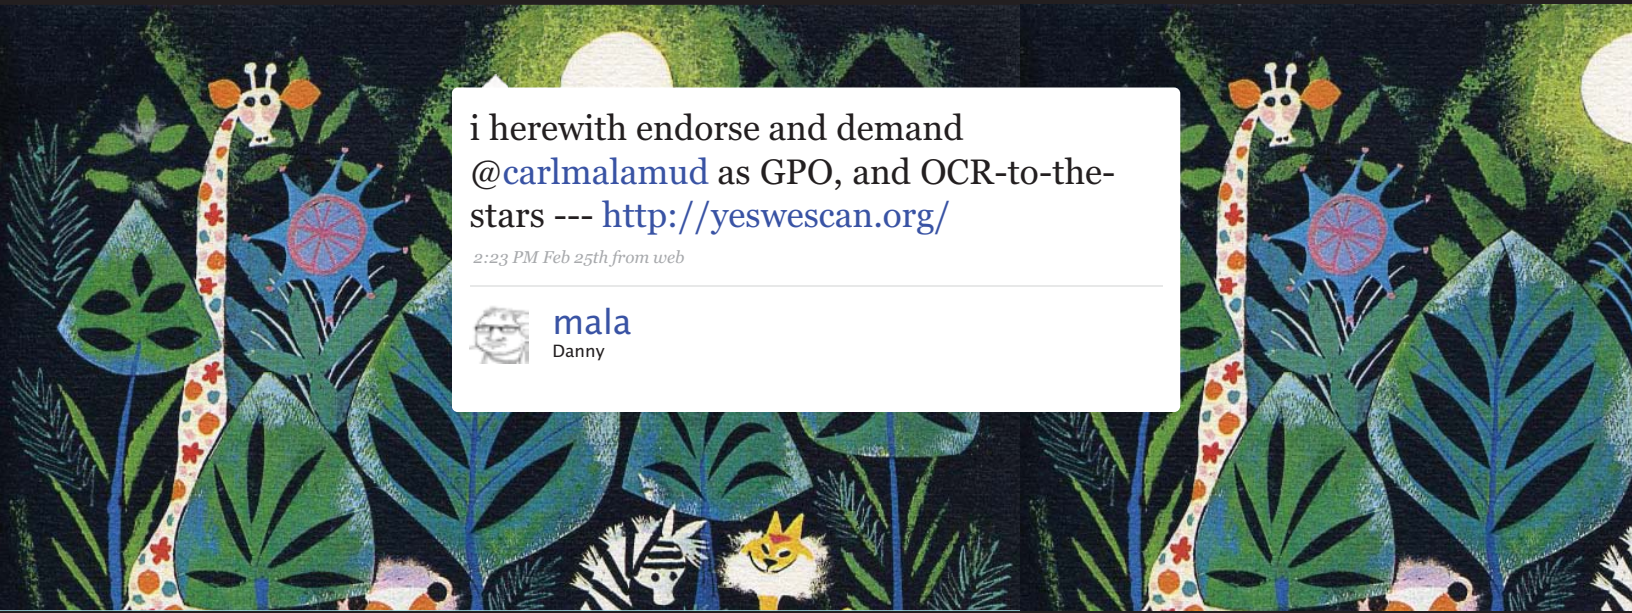 i herewith endorse and demand
@carlmalamud as GPO, and OCR-to-the-
stars --- http://yeswescan.org/
2:23 PM Feb 25th from web
mala
Danny